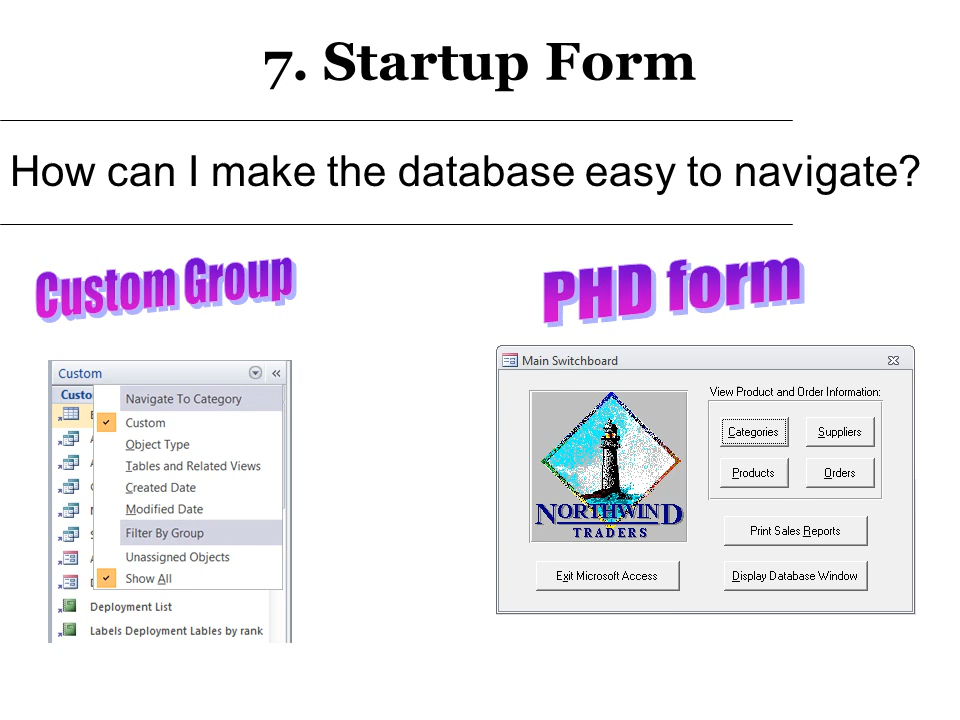 7. Startup Form
How can I make the database easy to navigate?
Custom Group
PHD form
Custom
Custo
Navigate To Category
Custom
Object Type
Tables and Related Views
Created Date
Modified Date
Filter By Group
Unassigned Objects
Show All
Deployment List
Labels Deployment Lables by rank
Main Switchboard
View Product and Order Information:
Categories
Suppliers
Products
Orders
NORTHWIND
TRADERS
Print Sales Reports
Exit Microsoft Access
Display Database Window